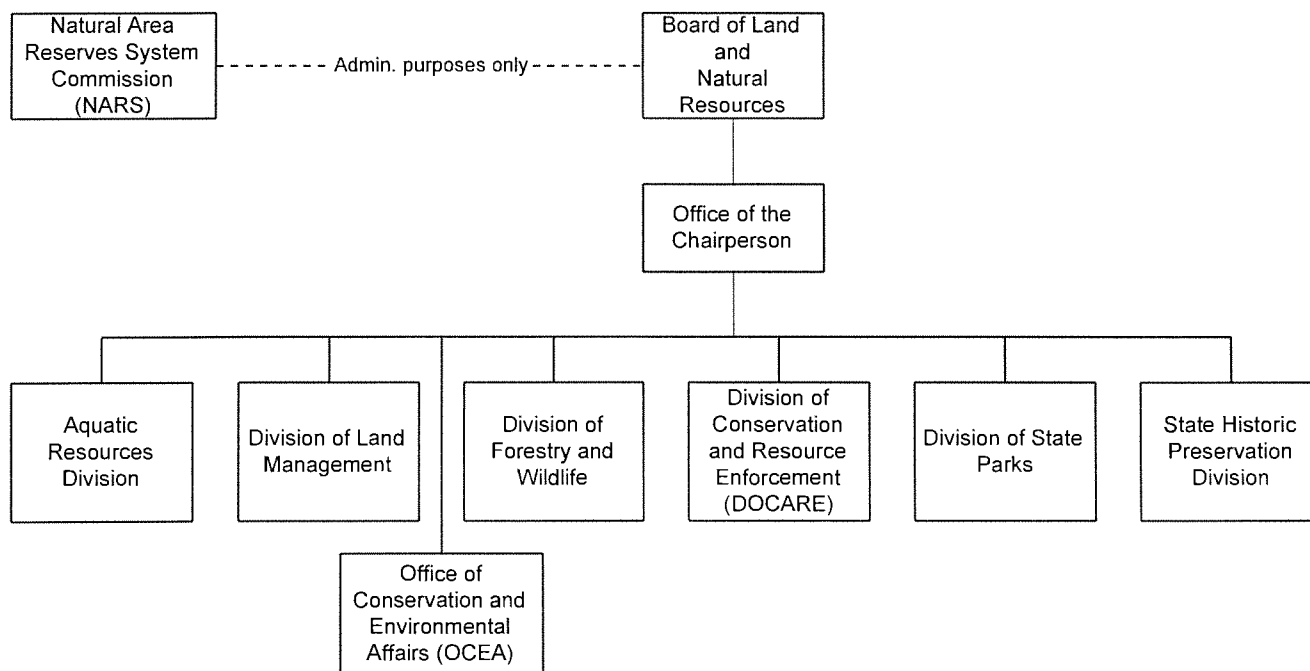 Natural Area
Reserves System
Commission
(NARS)
Admin. purposes only
Board of Land
and
Natural
Resources
Office of the
Chairperson
Aquatic
Resources
Division
Division of Land
Management
Division of
Forestry and
Wildlife
Division of
Conservation
and Resource
Enforcement
(DOCARE)
Division of State
Parks
State Historic
Preservation
Division
Office of
Conservation and
Environmental
Affairs (OCEA)